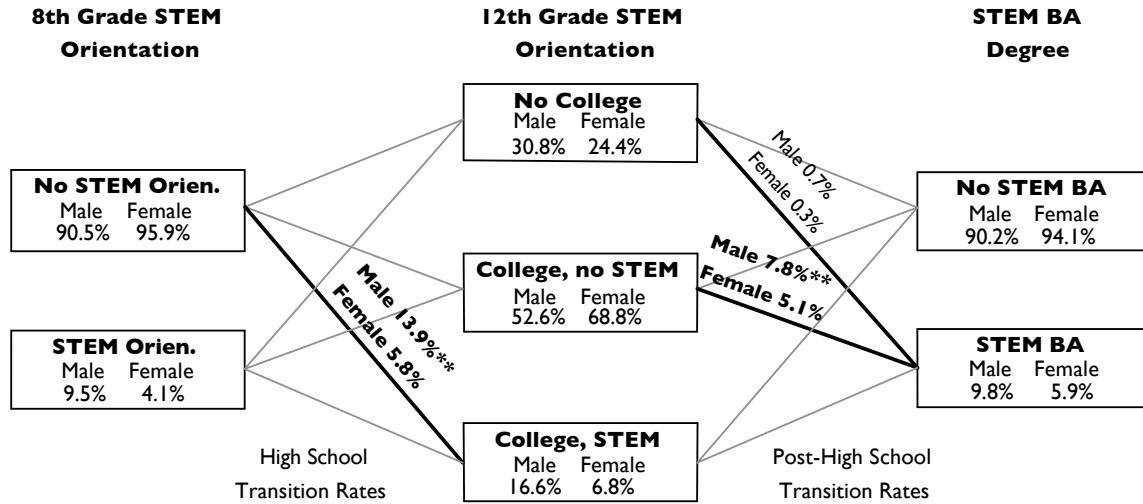 8th Grade STEM
Orientation
12th Grade STEM
Orientation
STEM BA
Degree
No STEM Orien.
Male Female
90.5% 95.9%
STEM Orien.
Male Female
9.5% 4.1%
Male 13.9%**
Female 5.8%
High School
Transition Rates
No College
Male Female
30.8% 24.4%
College, no STEM
Male Female
52.6% 68.8%
College, STEM
Male Female
16.6% 6.8%
Male 0.7%
Female 0.3%
Male 7.8%**
Female 5.1%
Post-High School
Transition Rates
No STEM BA
Male Female
90.2% 94.1%
STEM BA
Male Female
9.8% 5.9%